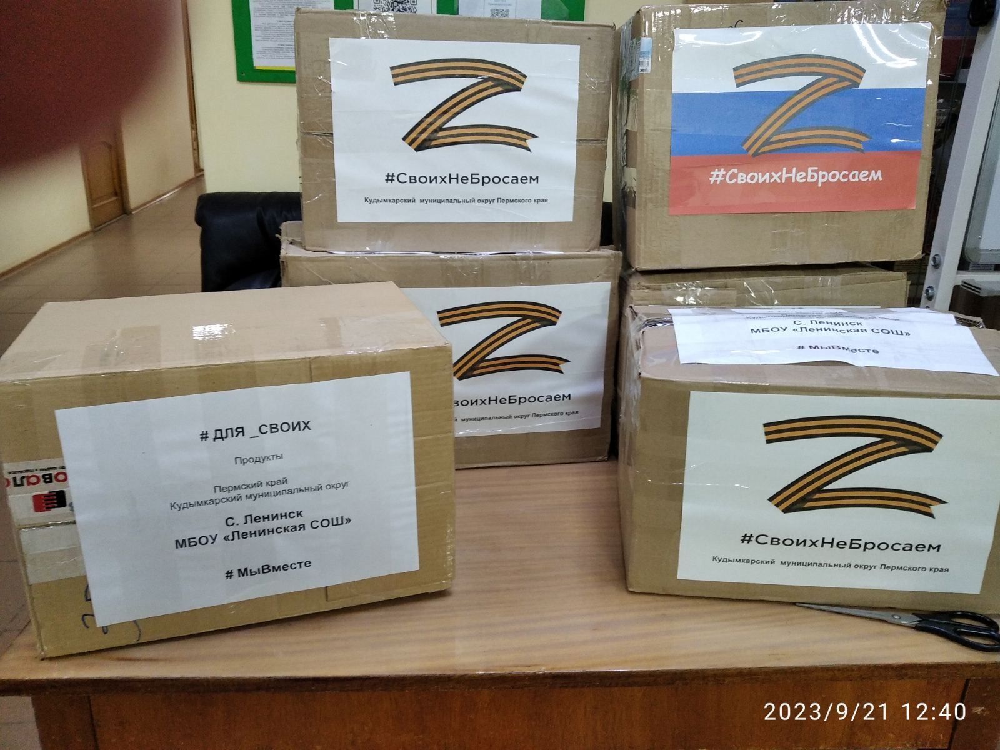 #СвоихНеБросаем
Кудымкарский муниципальный округ Пермского края
#СвоихНеБросаем
воихНеБросаем
муниципальный округ Пермского края
С. Ленинск
МБОУ «Ленинская СОШ»
# МыВместе
# ДЛЯ _СВОИХ
Продукты
Пермский край
Кудымкарский муниципальный округ
С. Ленинск
МБОУ «Ленинская СОШ»
# МыВместе
#СвоихНеБросаем
Кудымкарский муниципальный округ Пермского края
2023/9/21 12:40